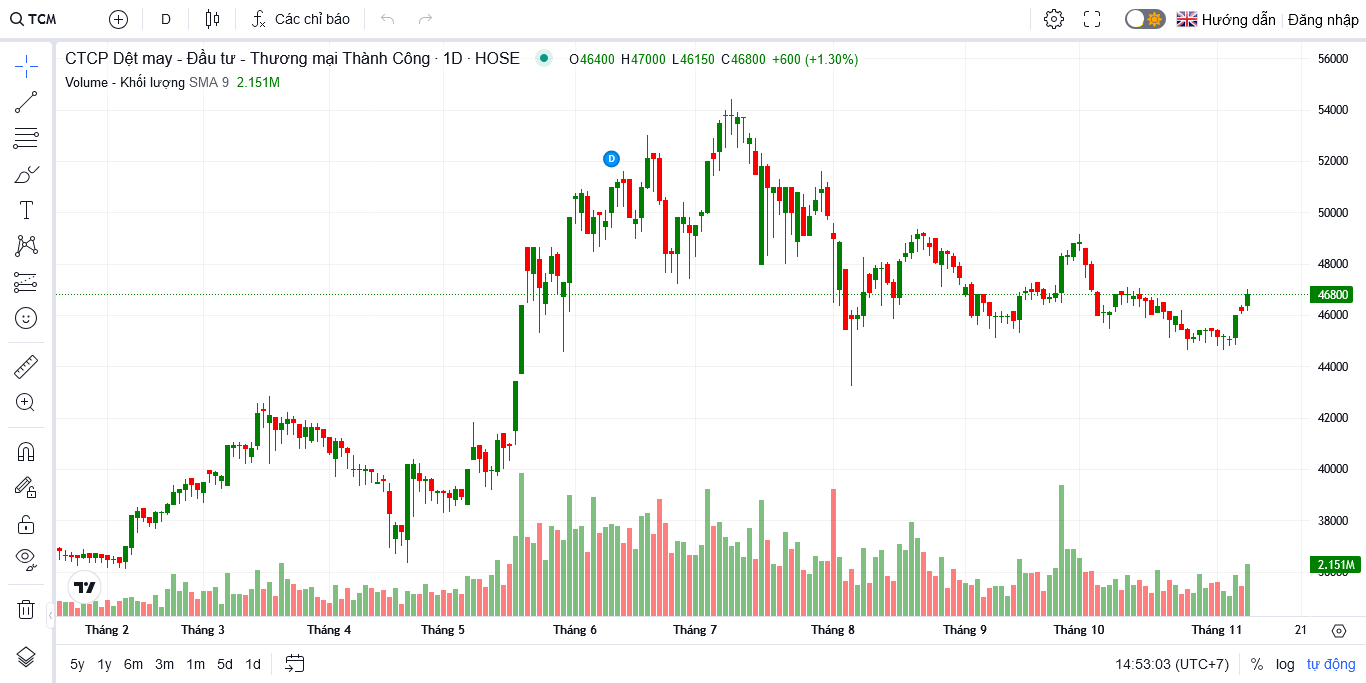 TCM D Các chỉ báo Hướng dẫn Đăng nhập
CTCP Dệt may - Đầu tư - Thương mại Thành Công · 1D · HOSE O46400 H47000 L46150 C46800 +600 (+1.30%)
Volume - Khối lượng SMA 9 2.151M
56000
54000
52000
D
50000
48000
46800
46000
44000
42000
40000
38000
2.151M
Tháng 2 Tháng 3 Tháng 4 Tháng 5 Tháng 6 Tháng 7 Tháng 8 Tháng 9 Tháng 10 Tháng 11 21
5y 1y 6m 3m 1m 5d 1d 14:53:03 (UTC+7) % log tự động